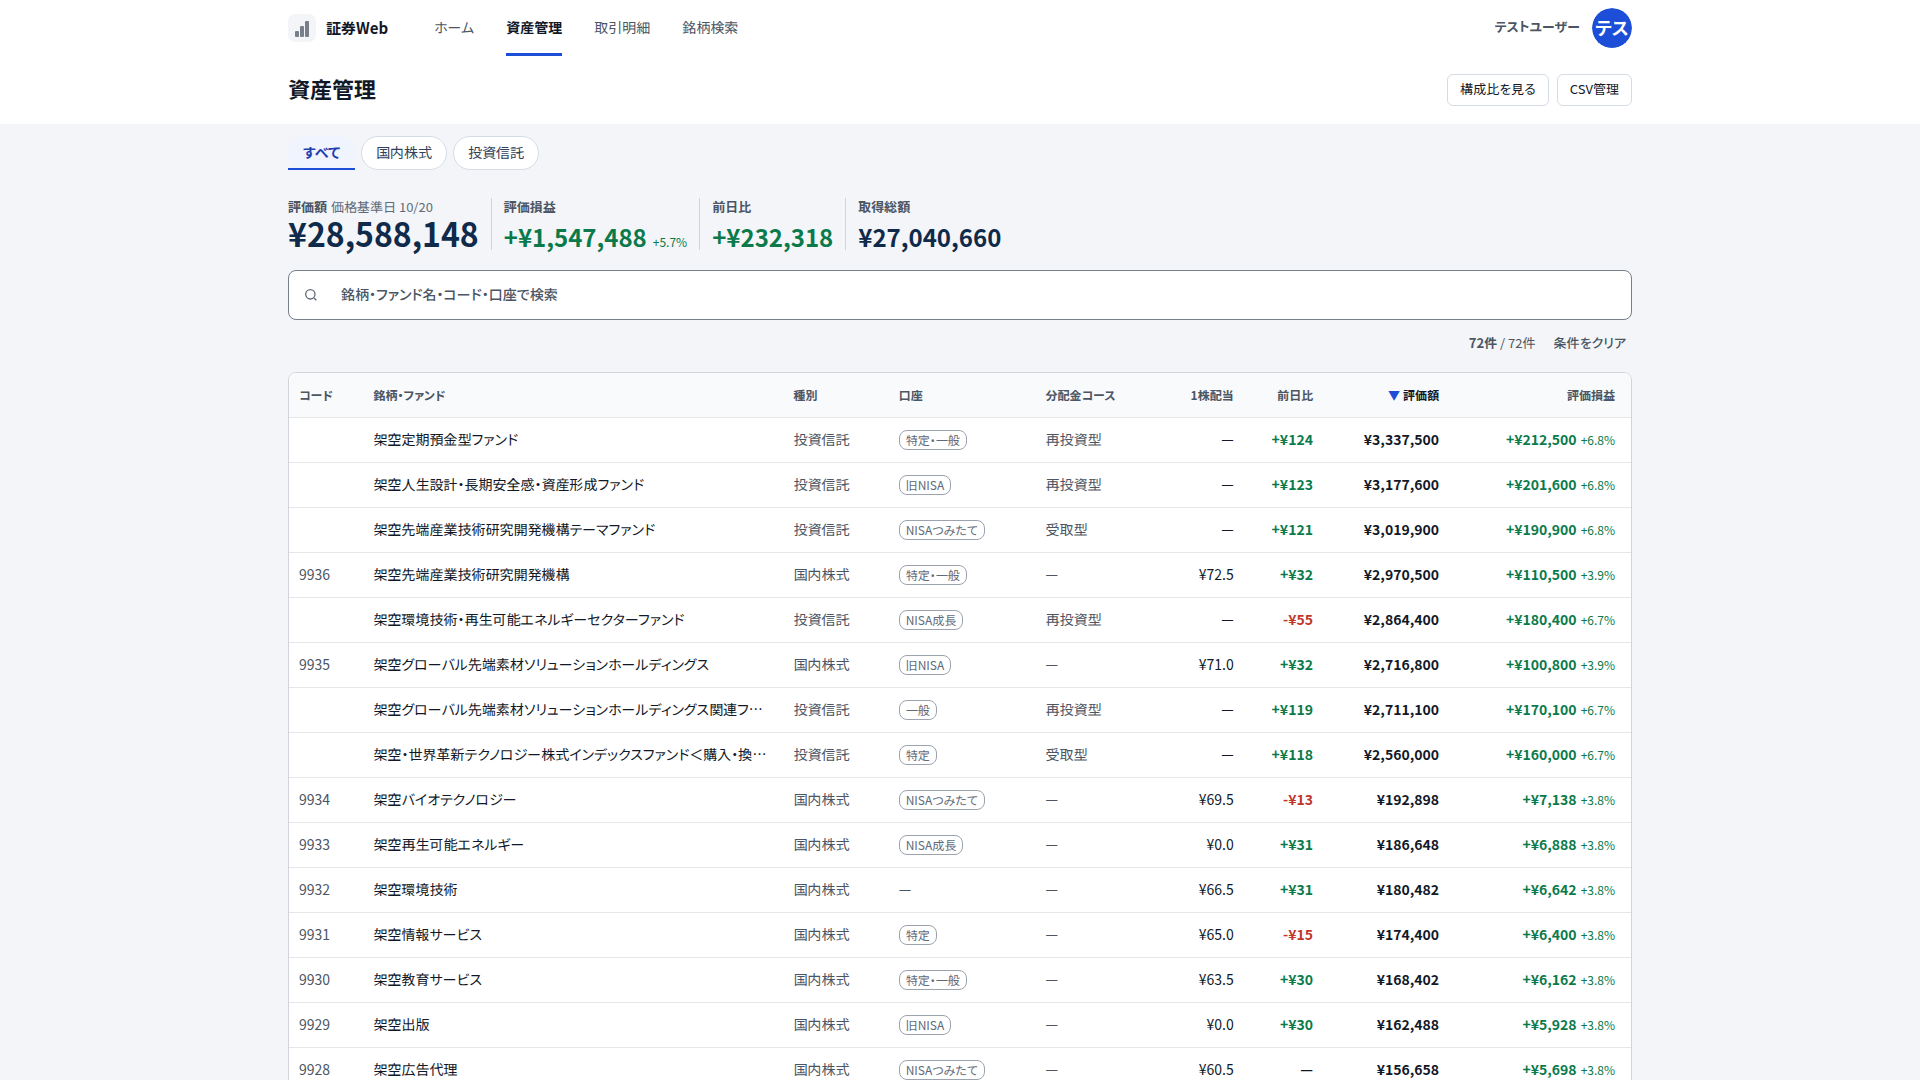 証券Web ホーム 資産管理 取引明細 銘柄検索 テストユーザー テス
資産管理 構成比を見る CSV管理
すべて 国内株式 投資信託
評価額 価格基準日 10/20 評価損益 前日比 取得総額
¥28,588,148 +¥1,547,488 +5.7% +¥232,318 ¥27,040,660
銘柄・ファンド名・コード・口座で検索
72件 / 72件 条件をクリア
コード 銘柄・ファンド 種別 口座 分配金コース 1株配当 前日比 ▼評価額 評価損益
架空定期預金型ファンド 投資信託 特定・一般 再投資型 — +¥124 ¥3,337,500 +¥212,500 +6.8%
架空人生設計・長期安全感・資産形成ファンド 投資信託 旧NISA 再投資型 — +¥123 ¥3,177,600 +¥201,600 +6.8%
架空先端産業技術研究開発機構テーマファンド 投資信託 NISAつみたて 受取型 — +¥121 ¥3,019,900 +¥190,900 +6.8%
9936 架空先端産業技術研究開発機構 国内株式 特定・一般 — ¥72.5 +¥32 ¥2,970,500 +¥110,500 +3.9%
架空環境技術・再生可能エネルギーセクターファンド 投資信託 NISA成長 再投資型 — -¥55 ¥2,864,400 +¥180,400 +6.7%
9935 架空グローバル先端素材ソリューションホールディングス 国内株式 旧NISA — ¥71.0 +¥32 ¥2,716,800 +¥100,800 +3.9%
架空グローバル先端素材ソリューションホールディングス関連フ… 投資信託 一般 再投資型 — +¥119 ¥2,711,100 +¥170,100 +6.7%
架空・世界革新テクノロジー株式インデックスファンド＜購入・換… 投資信託 特定 受取型 — +¥118 ¥2,560,000 +¥160,000 +6.7%
9934 架空バイオテクノロジー 国内株式 NISAつみたて — ¥69.5 -¥13 ¥192,898 +¥7,138 +3.8%
9933 架空再生可能エネルギー 国内株式 NISA成長 — ¥0.0 +¥31 ¥186,648 +¥6,888 +3.8%
9932 架空環境技術 国内株式 — — ¥66.5 +¥31 ¥180,482 +¥6,642 +3.8%
9931 架空情報サービス 国内株式 特定 — ¥65.0 -¥15 ¥174,400 +¥6,400 +3.8%
9930 架空教育サービス 国内株式 特定・一般 — ¥63.5 +¥30 ¥168,402 +¥6,162 +3.8%
9929 架空出版 国内株式 旧NISA — ¥0.0 +¥30 ¥162,488 +¥5,928 +3.8%
9928 架空広告代理 国内株式 NISAつみたて — ¥60.5 — ¥156,658 +¥5,698 +3.8%